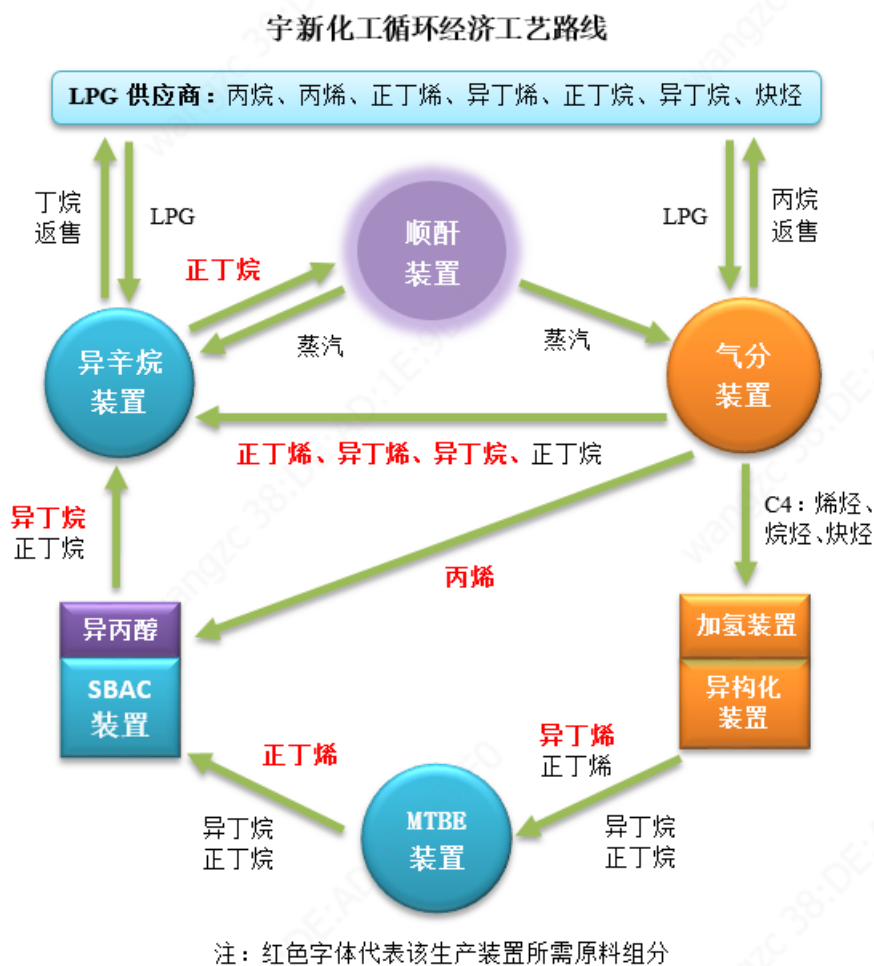 宇新化工循环经济工艺路线
LPG 供应商：丙烷、丙烯、正丁烯、异丁烯、正丁烷、异丁烷、炔烃
丁烷
返售
LPG
LPG
丙烷
返售
顺酐
装置
正丁烷
蒸汽
蒸汽
异辛烷
装置
气分
装置
正丁烯、异丁烯、异丁烷、正丁烷
异丁烷
正丁烷
C4：烯烃、
烷烃、炔烃
丙烯
异丙醇
SBAC
装置
加氢装置
异构化
装置
正丁烯
异丁烷
正丁烷
MTBE
装置
异丁烯
正丁烯
异丁烷
正丁烷
注：红色字体代表该生产装置所需原料组分